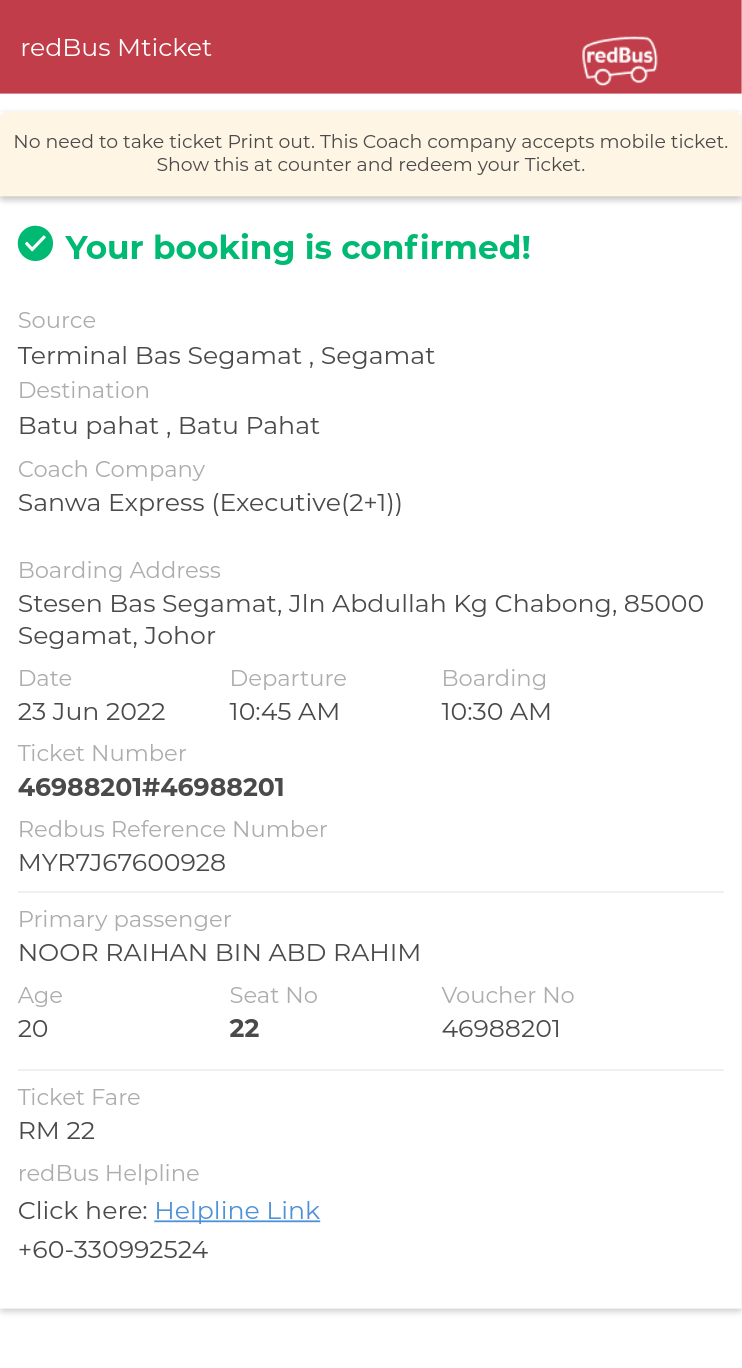 redBus Mticket
redBus
No need to take ticket Print out. This Coach company accepts mobile ticket.
Show this at counter and redeem your Ticket.
Your booking is confirmed!
Source
Terminal Bas Segamat , Segamat
Destination
Batu pahat , Batu Pahat
Coach Company
Sanwa Express (Executive(2+1))
Boarding Address
Stesen Bas Segamat, Jln Abdullah Kg Chabong, 85000
Segamat, Johor
Date Departure Boarding
23 Jun 2022 10:45 AM 10:30 AM
Ticket Number
46988201#46988201
Redbus Reference Number
MYR7J67600928
Primary passenger
NOOR RAIHAN BIN ABD RAHIM
Age Seat No Voucher No
20 22 46988201
Ticket Fare
RM 22
redBus Helpline
Click here: Helpline Link
+60-330992524